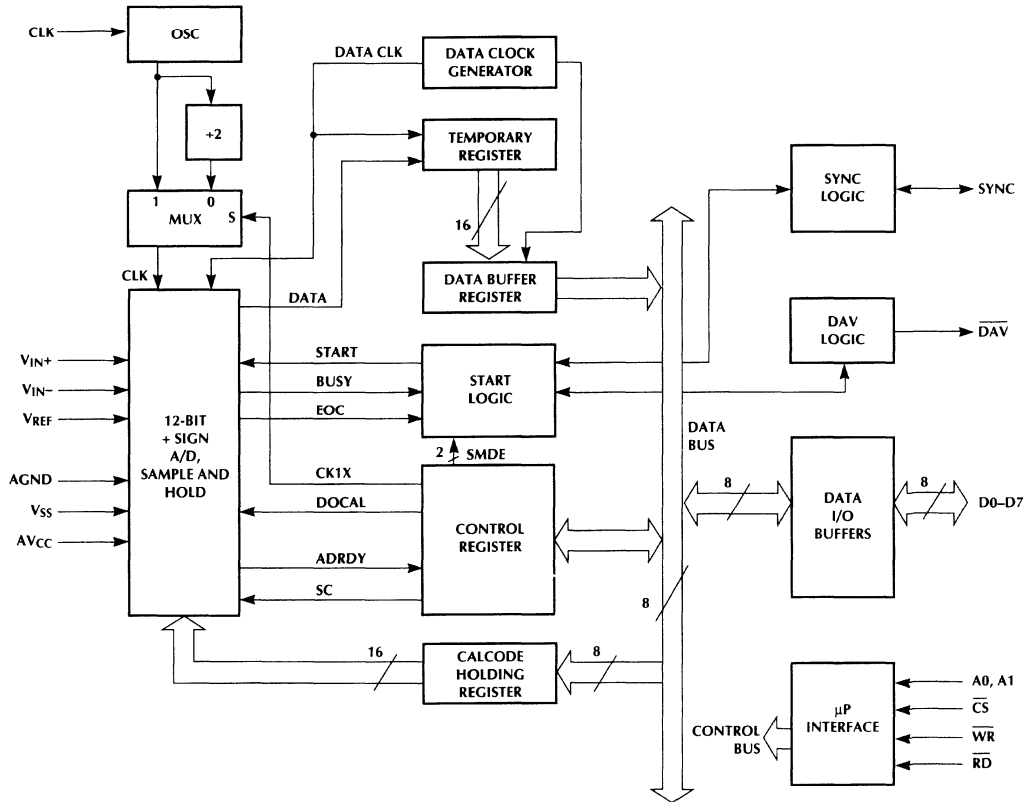 CLK
OSC
+2
1 0
MUX S
CLK
DATA CLK
DATA CLOCK
GENERATOR
TEMPORARY
REGISTER
16
DATA BUFFER
REGISTER
DATA
SYNC
LOGIC
SYNC
DAV
LOGIC
DAV
VIN+
VIN−
VREF
AGND
VSS
AVCC
12-BIT
+ SIGN
A/D,
SAMPLE AND
HOLD
START
BUSY
EOC
START
LOGIC
2 SMDE
CK1X
DOCAL
ADRDY
SC
CONTROL
REGISTER
DATA
BUS
8
8
DATA
I/O
BUFFERS
8
D0–D7
16
CALCODE
HOLDING
REGISTER
8
CONTROL
BUS
μP
INTERFACE
A0, A1
CS
WR
RD